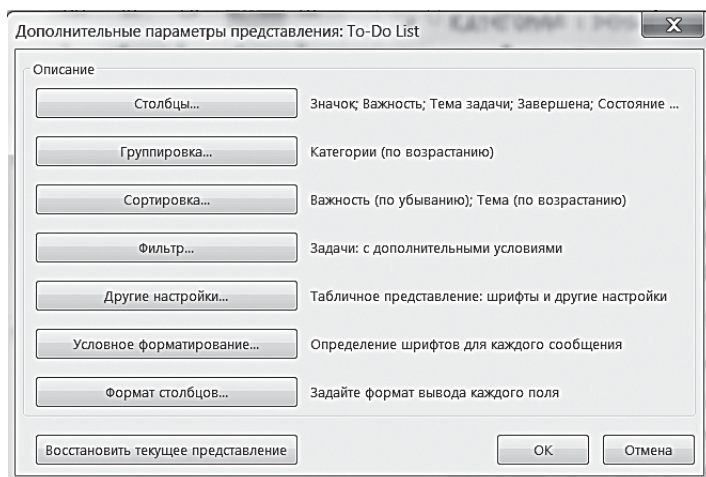 Дополнительные параметры представления: To-Do List
Описание
Столбцы... Значок; Важность; Тема задачи; Завершена; Состояние ...
Группировка... Категории (по возрастанию)
Сортировка... Важность (по убыванию); Тема (по возрастанию)
Фильтр... Задачи: с дополнительными условиями
Другие настройки... Табличное представление: шрифты и другие настройки
Условное форматирование... Определение шрифтов для каждого сообщения
Формат столбцов... Задайте формат вывода каждого поля
Восстановить текущее представление ОК Отмена